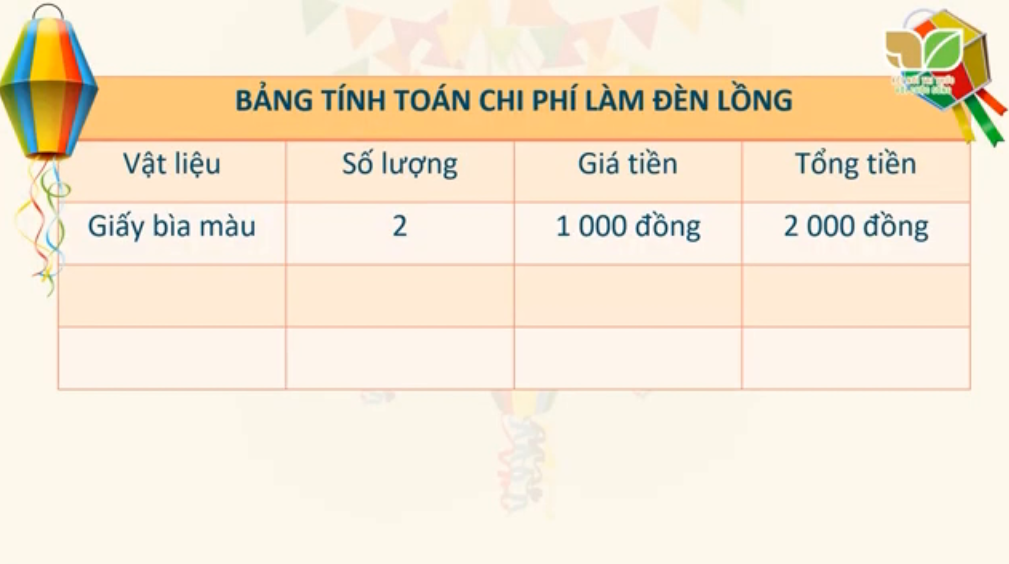 BẢNG TÍNH TOÁN CHI PHÍ LÀM ĐÈN LỒNG
Vật liệu Số lượng Giá tiền Tổng tiền
Giấy bìa màu 2 1 000 đồng 2 000 đồng